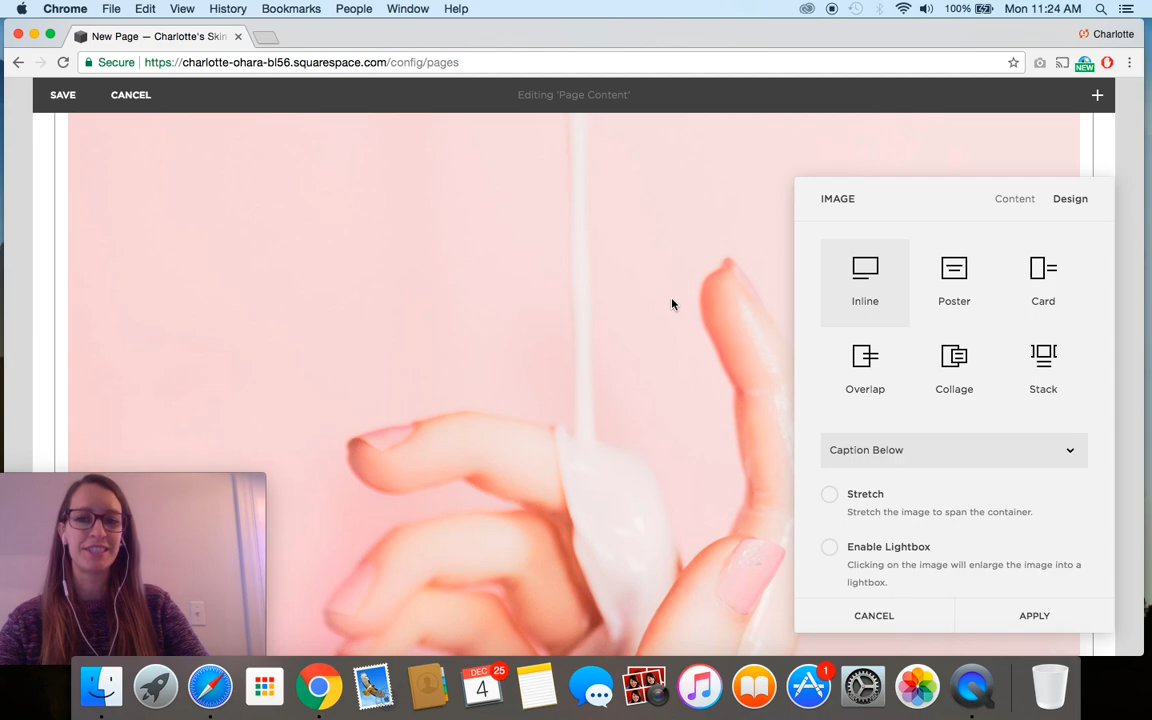 Chrome File Edit View History Bookmarks People Window Help 100% Mon 11:24 AM
New Page — Charlotte's Skin
Charlotte
Secure https://charlotte-ohara-bl56.squarespace.com/config/pages
NEW
SAVE CANCEL Editing 'Page Content'
IMAGE Content Design
Inline Poster Card
Overlap Collage Stack
Caption Below
Stretch
Stretch the image to span the container.
Enable Lightbox
Clicking on the image will enlarge the image into a
lightbox.
CANCEL APPLY
DEC 25
4
1